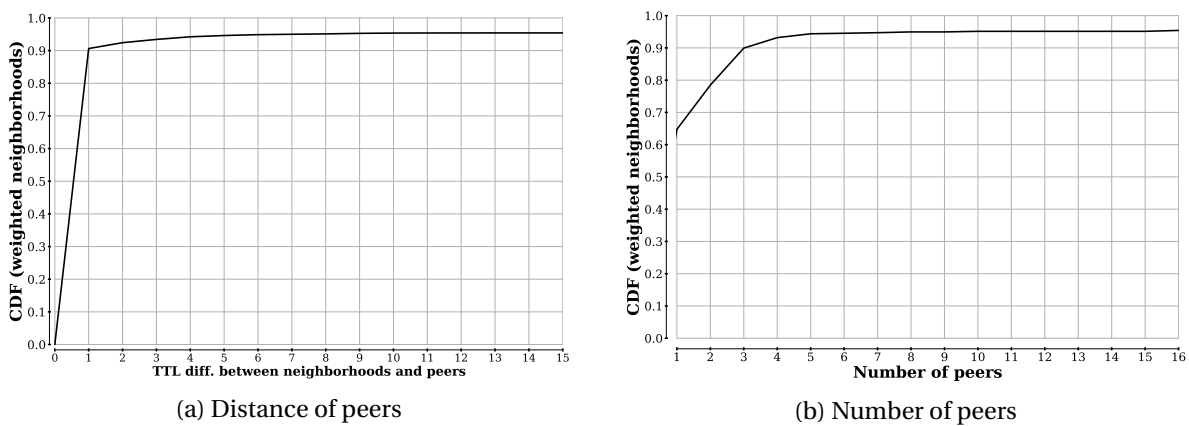 CDF (weighted neighborhoods)
1.0
0.9
0.8
0.7
0.6
0.5
0.4
0.3
0.2
0.1
0.0
0 1 2 3 4 5 6 7 8 9 10 11 12 13 14 15
TTL diff. between neighborhoods and peers
(a) Distance of peers
CDF (weighted neighborhoods)
1.0
0.9
0.8
0.7
0.6
0.5
0.4
0.3
0.2
0.1
0.0
1 2 3 4 5 6 7 8 9 10 11 12 13 14 15 16
Number of peers
(b) Number of peers